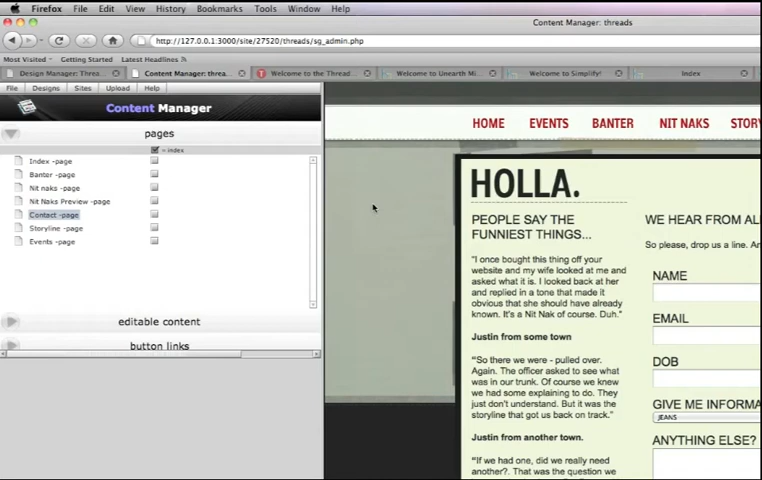 Firefox File Edit View History Bookmarks Tools Window Help
Content Manager: threads
http://127.0.0.1:3000/site/27520/threads/sg_admin.php
Most Visited Getting Started Latest Headlines
Design Manager: Threa... Content Manager: threa... Welcome to the Thread... Welcome to Unearth Mi... Welcome to Simplify! Index
File Designs Sites Upload Help
Content Manager
pages
= index
Index -page
Banter -page
Nit naks -page
Nit Naks Preview -page
Contact -page
Storyline -page
Events -page
editable content
button links
HOME EVENTS BANTER NIT NAKS STORY
HOLLA.
PEOPLE SAY THE
FUNNIEST THINGS...
"I once bought this thing off your
website and my wife looked at me and
asked what it is. I looked back at her
and replied in a tone that made it
obvious that she should have already
known. It's a Nit Nak of course. Duh."
Justin from some town
"So there we were - pulled over.
Again. The officer asked to see what
was in our trunk. Of course we knew
we had some explaining to do. They
just don't understand. But it was the
storyline that got us back on track."
Justin from another town.
"If we had one, did we really need
another?. That was the question we
WE HEAR FROM AL
So please, drop us a line. Ar
NAME
EMAIL
DOB
GIVE ME INFORMA
JEANS
ANYTHING ELSE?